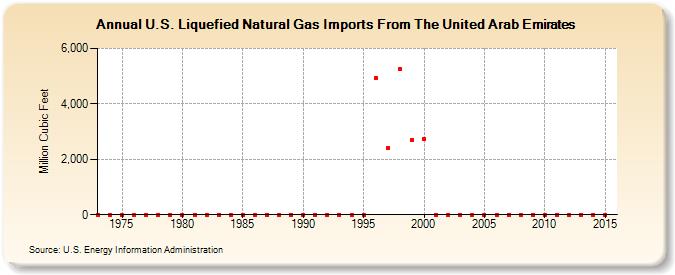 Annual U.S. Liquefied Natural Gas Imports From The United Arab Emirates
Million Cubic Feet
6,000
4,000
2,000
0
1975 1980 1985 1990 1995 2000 2005 2010 2015
Source: U.S. Energy Information Administration